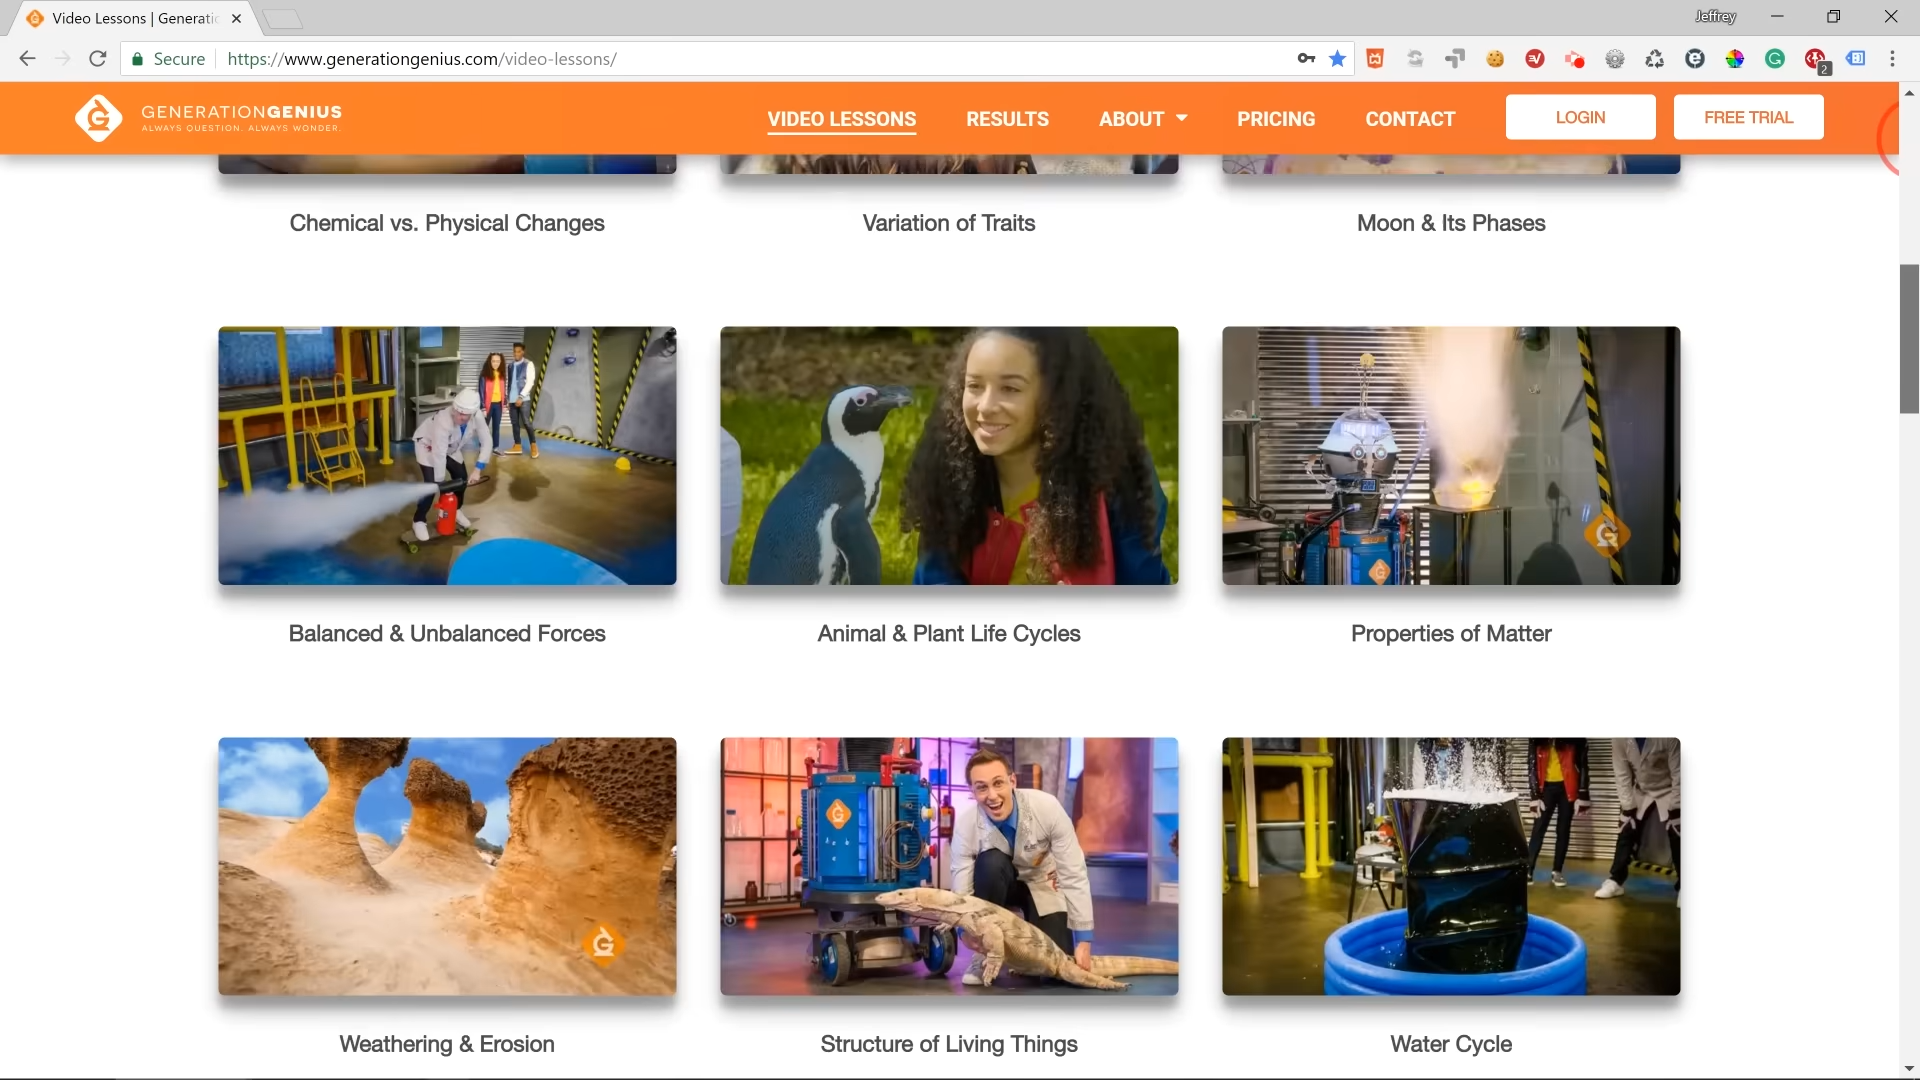 Video Lessons | Generati
Jeffrey
Secure
https://www.generationgenius.com/video-lessons/
2
GENERATIONGENIUS
ALWAYS QUESTION. ALWAYS WONDER.
VIDEO LESSONS
RESULTS
ABOUT
PRICING
CONTACT
LOGIN
FREE TRIAL
Chemical vs. Physical Changes
Variation of Traits
Moon & Its Phases
Balanced & Unbalanced Forces
Animal & Plant Life Cycles
Properties of Matter
Weathering & Erosion
Structure of Living Things
Water Cycle